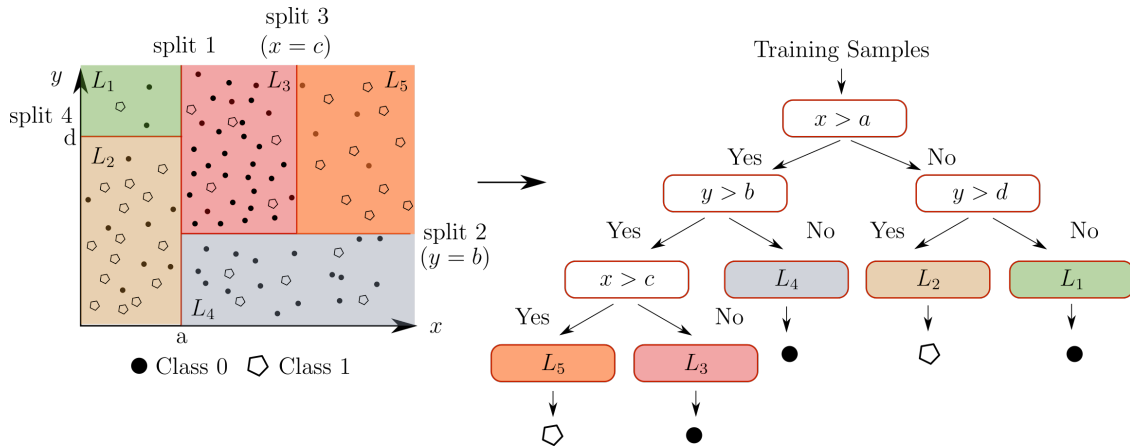 split 3
split 1 (x = c)
y
L₁ L₃ L₅
split 4
d
L₂
split 2
(y = b)
L₄
x
a
Class 0 Class 1
Training Samples
x > a
Yes No
y > b y > d
Yes No Yes No
x > c L₄ L₂ L₁
Yes No
L₅ L₃